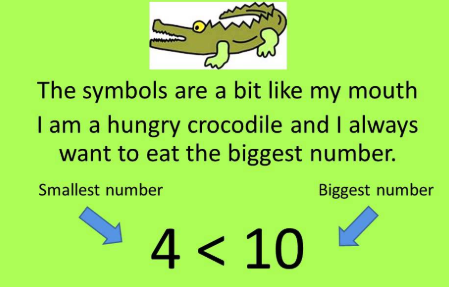 The symbols are a bit like my mouth
I am a hungry crocodile and I always
want to eat the biggest number.
Smallest number
Biggest number
4 < 10